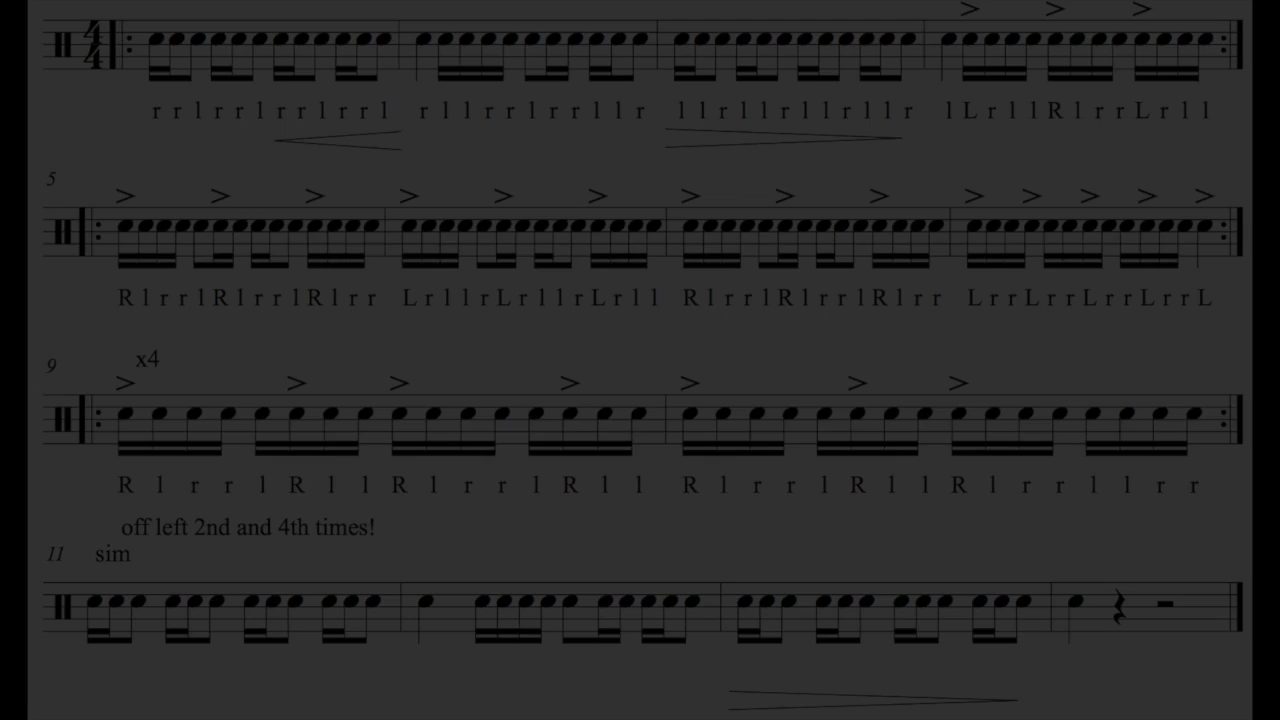 4
4
r r l r r l r r l r r l r l l r r l r r l l r l l r l l r l l r l l r l L r l l R l r r L r l l
5
R l r r l R l r r l R l r r L r l l r L r l l r L r l l R l r r l R l r r l R l r r L r r L r r L r r L r r L
9
x4
R l r r l R l l R l r r l R l l R l r r l R l l R l r r l l r r
off left 2nd and 4th times!
11 sim